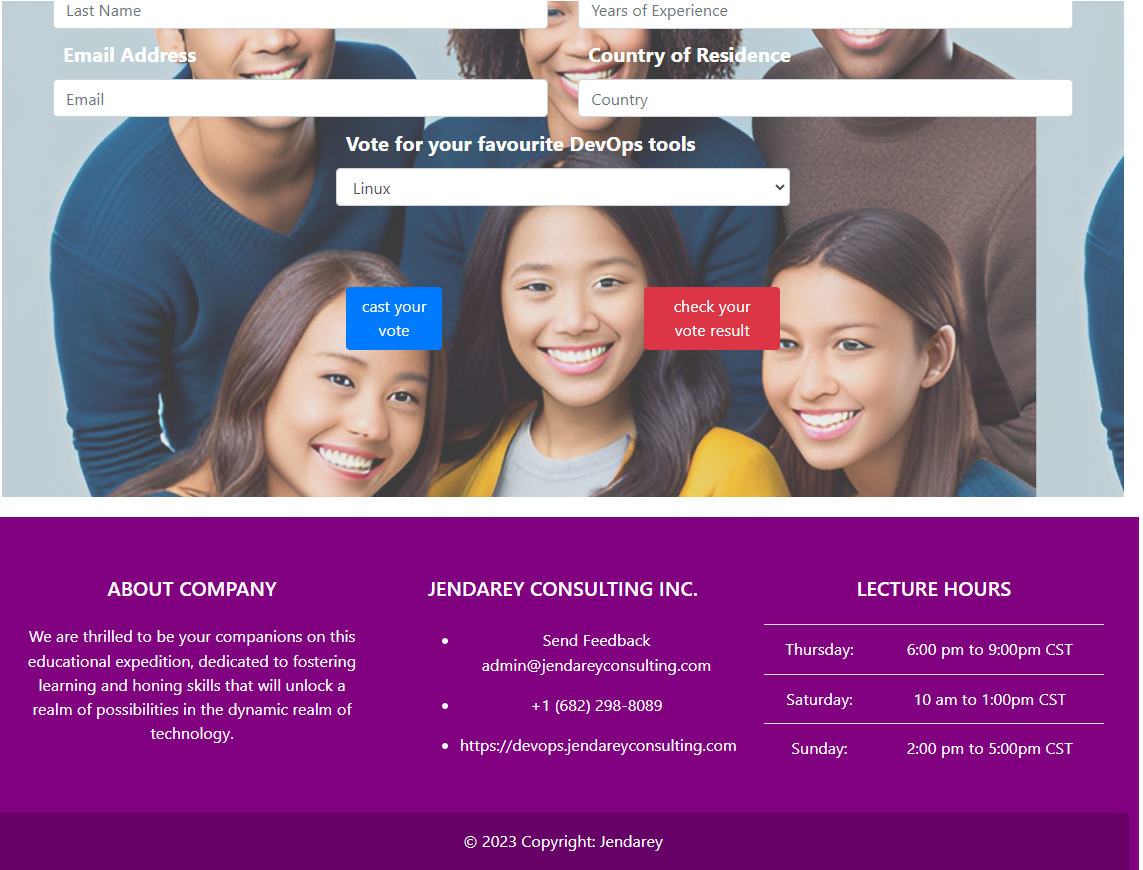 Last Name
Years of Experience
Email Address
Country of Residence
Email
Country
Vote for your favourite DevOps tools
Linux
cast your
vote
check your
vote result
ABOUT COMPANY
We are thrilled to be your companions on this
educational expedition, dedicated to fostering
learning and honing skills that will unlock a
realm of possibilities in the dynamic realm of
technology.
JENDAREY CONSULTING INC.
Send Feedback
admin@jendareyconsulting.com
+1 (682) 298-8089
https://devops.jendareyconsulting.com
LECTURE HOURS
Thursday: 6:00 pm to 9:00pm CST
Saturday: 10 am to 1:00pm CST
Sunday: 2:00 pm to 5:00pm CST
© 2023 Copyright: Jendarey